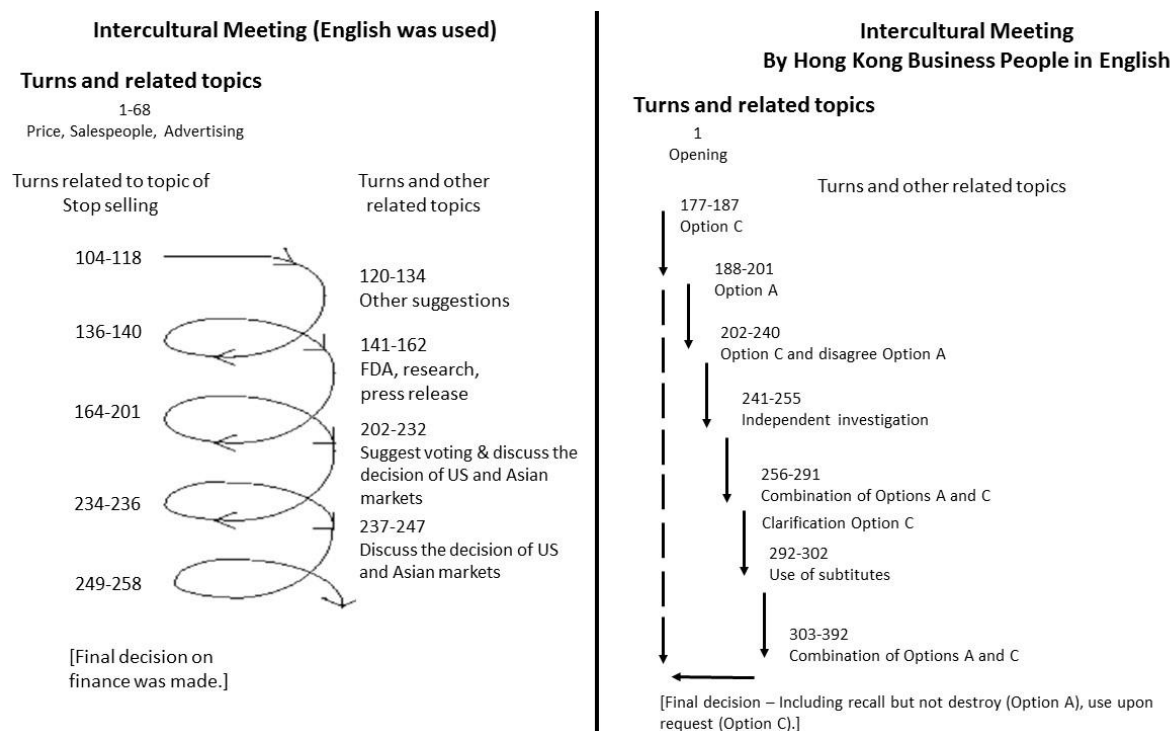 Intercultural Meeting (English was used)
Turns and related topics
1-68
Price, Salespeople, Advertising
Turns related to topic of
Stop selling
Turns and other
related topics
104-118
120-134
Other suggestions
136-140
141-162
FDA, research,
press release
164-201
202-232
Suggest voting & discuss the
decision of US and Asian
markets
234-236
237-247
Discuss the decision of US
and Asian markets
249-258
[Final decision on
finance was made.]
Intercultural Meeting
By Hong Kong Business People in English
Turns and related topics
1
Opening
Turns and other related topics
177-187
Option C
188-201
Option A
202-240
Option C and disagree Option A
241-255
Independent investigation
256-291
Combination of Options A and C
Clarification Option C
292-302
Use of subtitutes
303-392
Combination of Options A and C
[Final decision – Including recall but not destroy (Option A), use upon
request (Option C).]